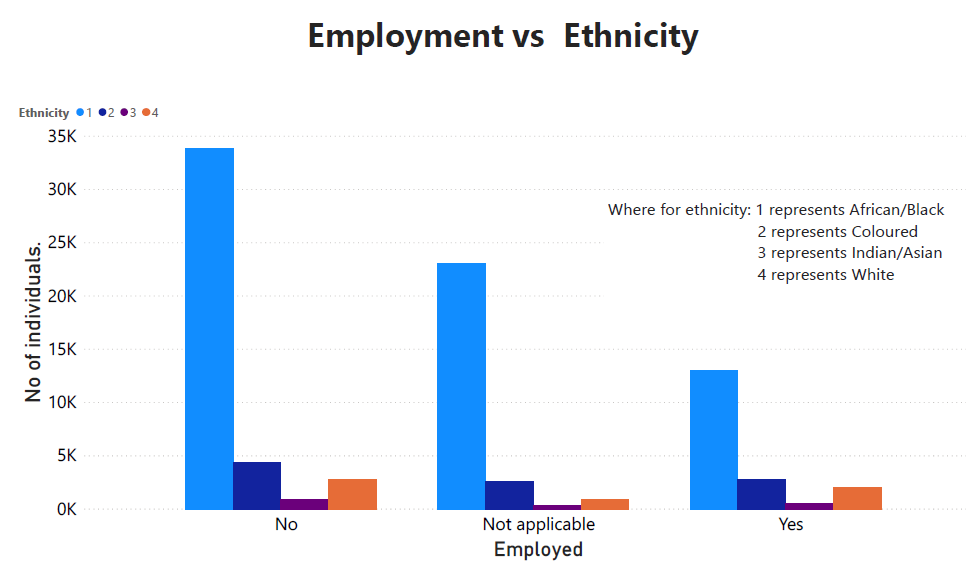 Employment vs  Ethnicity
Ethnicity 1 2 3 4
35K
30K
25K
20K
15K
10K
5K
0K
No of individuals.
Where for ethnicity: 1 represents African/Black
2 represents Coloured
3 represents Indian/Asian
4 represents White
No Not applicable Yes
Employed